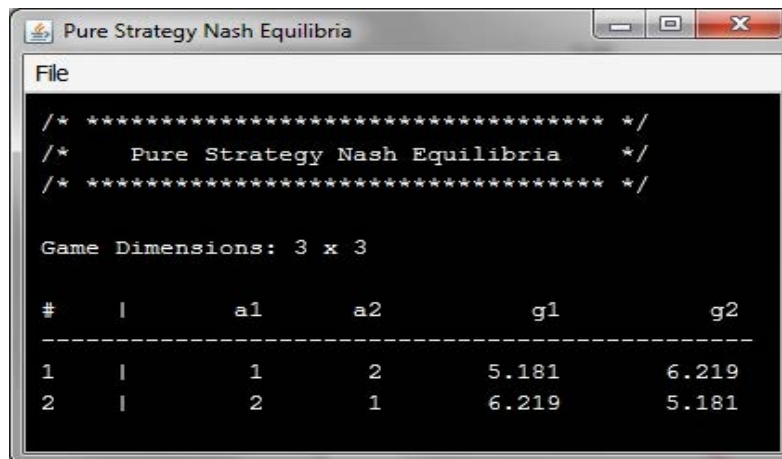 Pure Strategy Nash Equilibria
File
/* *********************************** */
/* Pure Strategy Nash Equilibria */
/* *********************************** */
Game Dimensions: 3 x 3
# | a1 a2 g1 g2
-------------------------------------------------
1 | 1 2 5.181 6.219
2 | 2 1 6.219 5.181